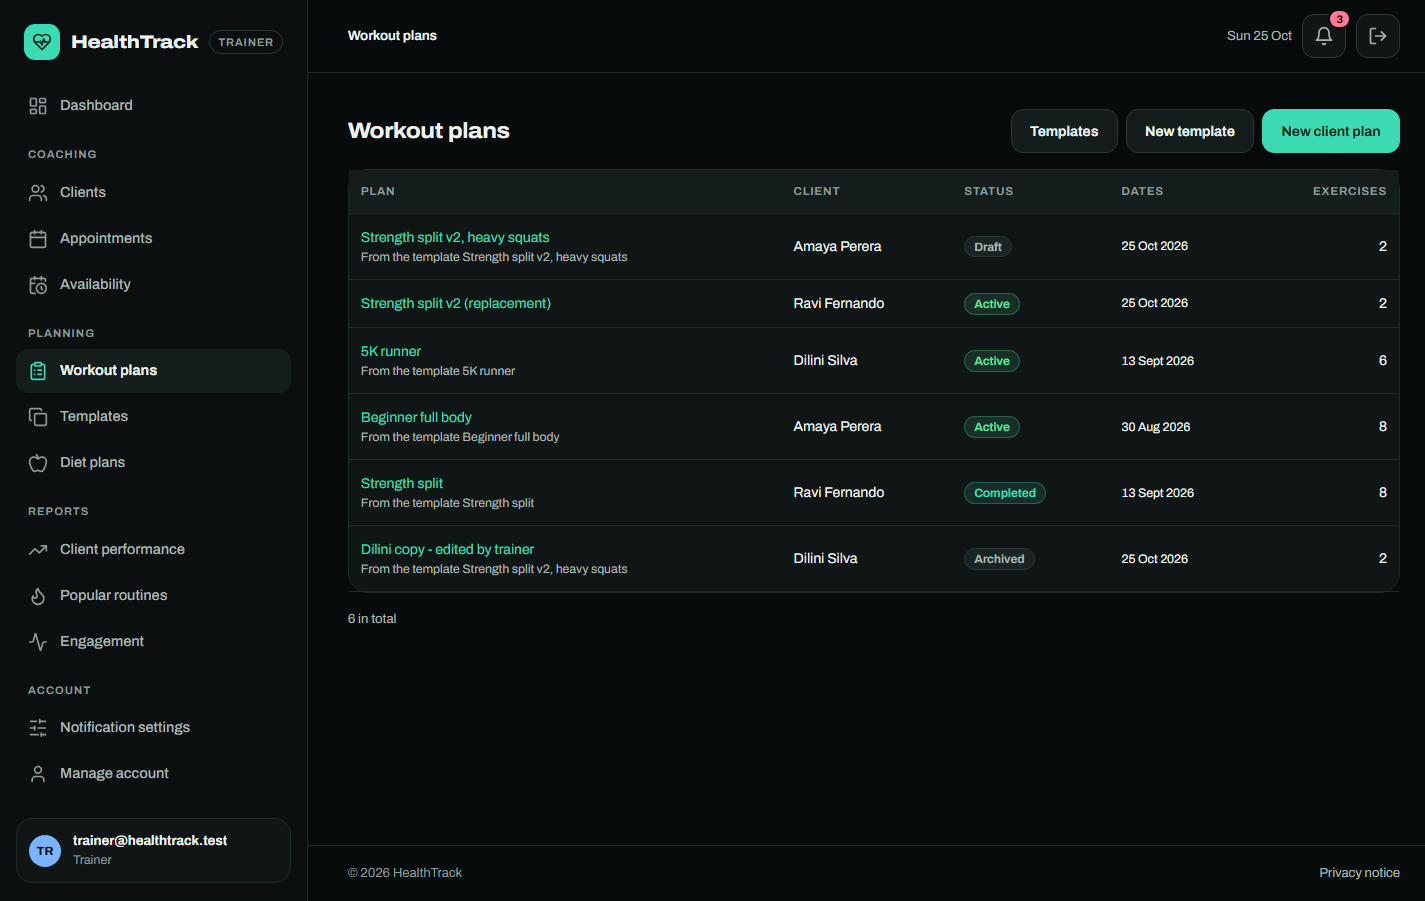 HealthTrack TRAINER
Dashboard
COACHING
Clients
Appointments
Availability
PLANNING
Workout plans
Templates
Diet plans
REPORTS
Client performance
Popular routines
Engagement
ACCOUNT
Notification settings
Manage account
TR
trainer@healthtrack.test
Trainer
Workout plans
Sun 25 Oct
3
Workout plans
Templates
New template
New client plan
PLAN CLIENT STATUS DATES EXERCISES
Strength split v2, heavy squats
From the template Strength split v2, heavy squats
Amaya Perera Draft 25 Oct 2026 2
Strength split v2 (replacement) Ravi Fernando Active 25 Oct 2026 2
5K runner
From the template 5K runner
Dilini Silva Active 13 Sept 2026 6
Beginner full body
From the template Beginner full body
Amaya Perera Active 30 Aug 2026 8
Strength split
From the template Strength split
Ravi Fernando Completed 13 Sept 2026 8
Dilini copy - edited by trainer
From the template Strength split v2, heavy squats
Dilini Silva Archived 25 Oct 2026 2
6 in total
© 2026 HealthTrack
Privacy notice